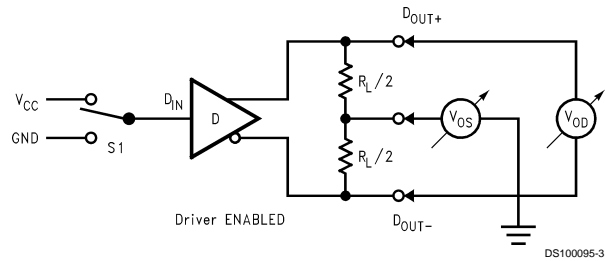 DOUT+
VCC
DIN
RL/2
D
VOS
VOD
GND
S1
RL/2
Driver ENABLED
DOUT−
DS100095-3